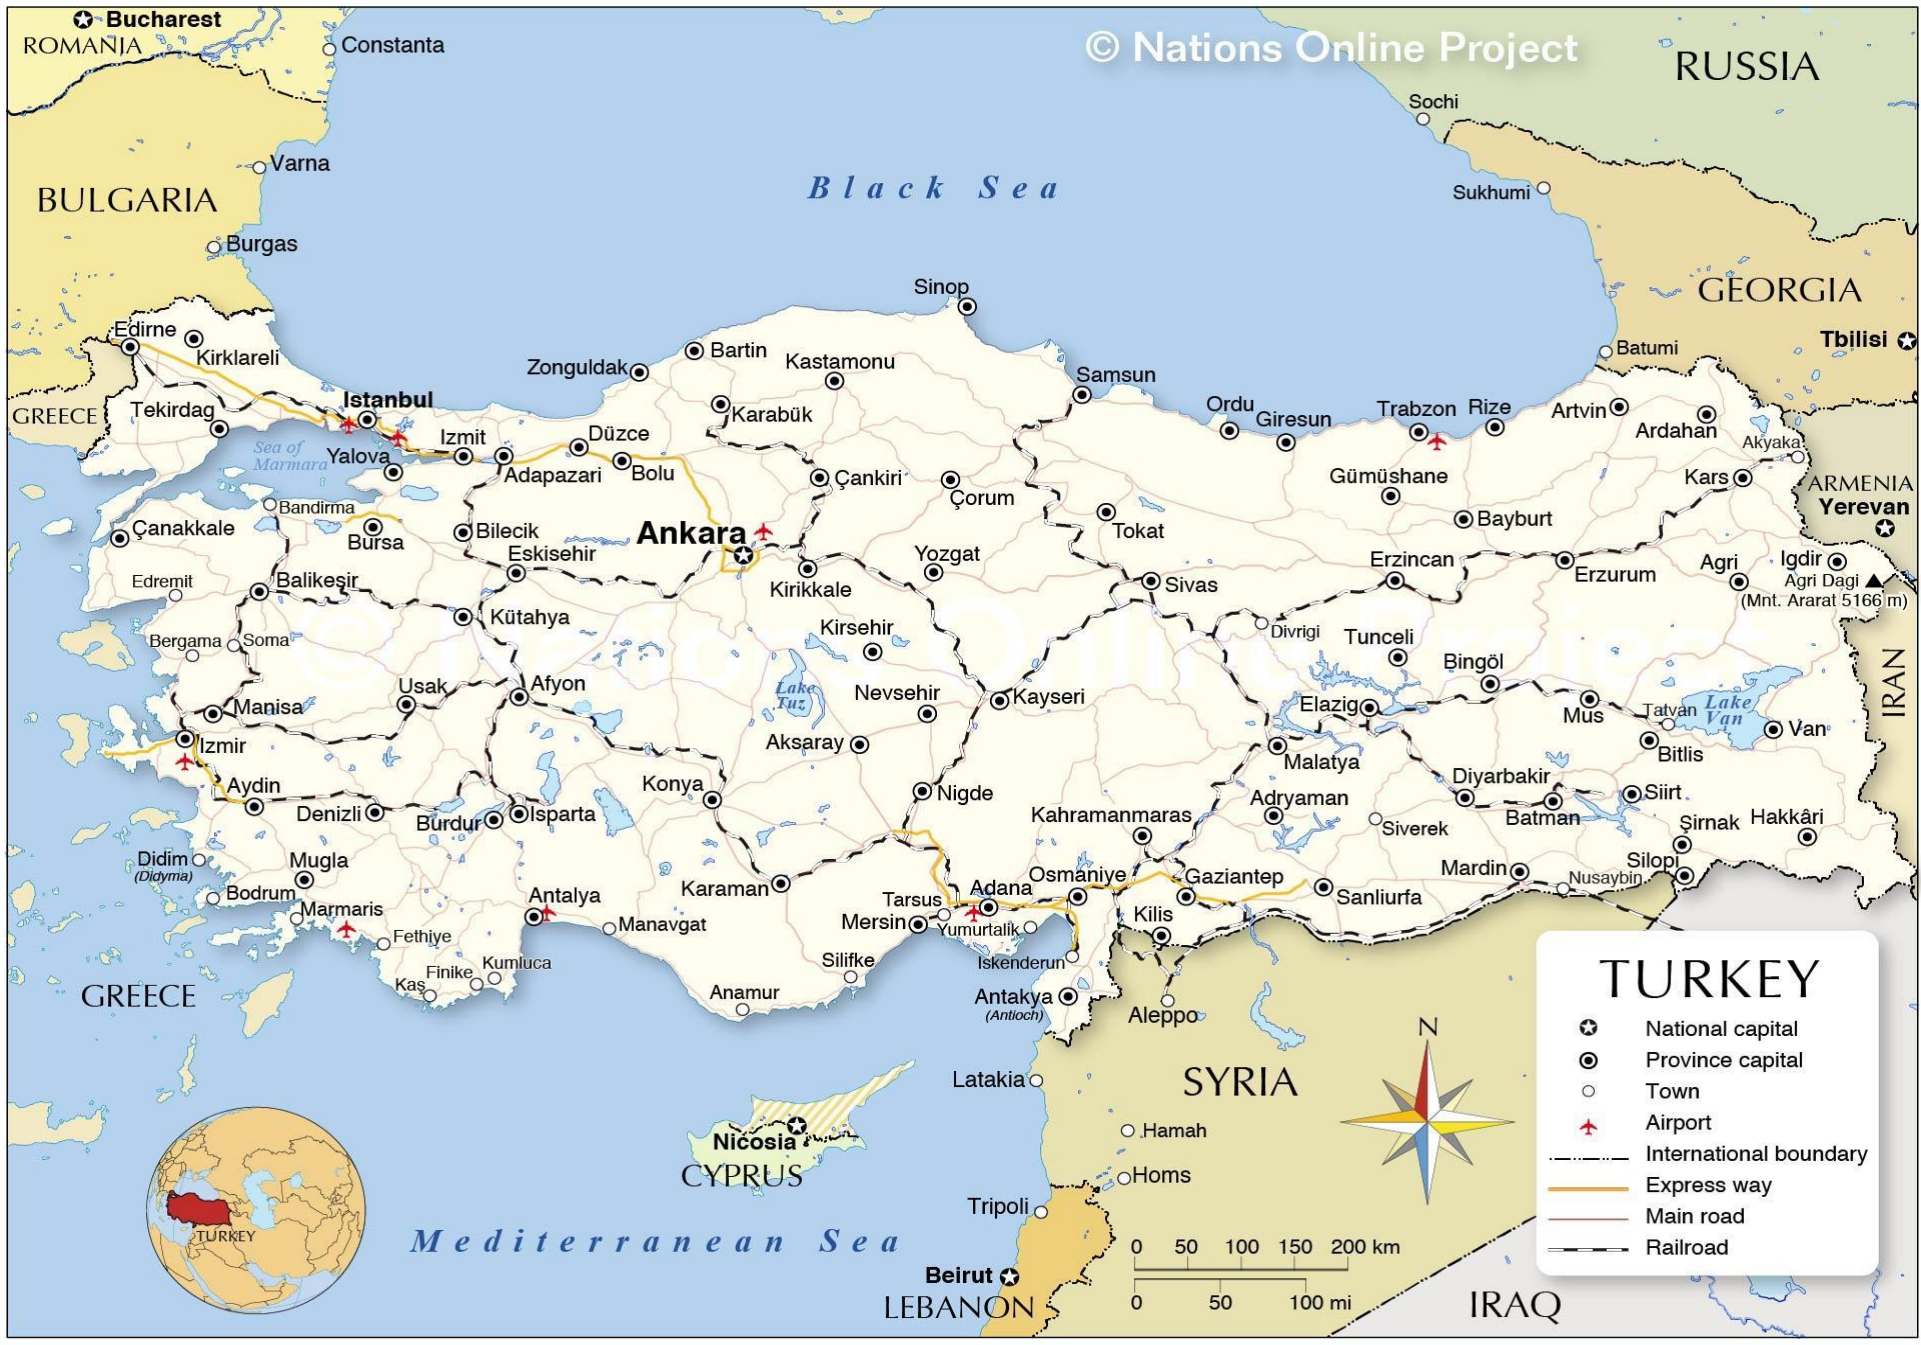 Bucharest
ROMANIA
Constanta
© Nations Online Project
RUSSIA
Sochi
Varna
BULGARIA
Black Sea
Sukhumi
Burgas
GEORGIA
Sinop
Edirne
Kirklareli
Zonguldak
Bartin
Kastamonu
Tbilisi
Batumi
Samsun
GREECE
Tekirdag
Istanbul
Karabük
Ordu
Giresun
Trabzon
Rize
Artvin
Ardahan
Akyaka
Sea of
Marmara
Yalova
Izmit
Adapazari
Düzce
Bolu
Çankiri
Çorum
Gümüshane
Kars
ARMENIA
Yerevan
Bandirma
Çanakkale
Bursa
Bilecik
Eskisehir
Ankara
Tokat
Bayburt
Edremit
Balikeşir
Kirikkale
Yozgat
Sivas
Erzincan
Erzurum
Agri
Igdir
Agri Dagi
(Mnt. Ararat 5166 m)
Kütahya
© Nations Online Project
Bergama
Soma
Kirsehir
Divrigi
Tunceli
Bingöl
IRAN
Manisa
Usak
Afyon
Lake
Tuz
Nevsehir
Kayseri
Elazig
Mus
Tatvan
Lake
Van
Van
Izmir
Aksaray
Malatya
Bitlis
Aydin
Denizli
Burdur
Isparta
Konya
Nigde
Kahramanmaras
Adryaman
Diyarbakir
Siverek
Batman
Siirt
Şirnak
Hakkâri
Didim
(Didyma)
Mugla
Bodrum
Marmaris
Fethiye
Antalya
Manavgat
Karaman
Tarsus
Mersin
Adana
Yumurtalik
Osmaniye
Gaziantep
Sanliurfa
Mardin
Nusaybin
Silopi
Kilis
Iskenderun
Kaş
Finike
Kumluca
Silifke
Anamur
Antakya
(Antioch)
Aleppo
GREECE
Latakia
SYRIA
Hamah
Homs
Nicosia
CYPRUS
Tripoli
Mediterranean Sea
Beirut
LEBANON
IRAQ
TURKEY
N
0 50 100 150 200 km
0 50 100 mi
TURKEY
National capital
Province capital
Town
Airport
International boundary
Express way
Main road
Railroad